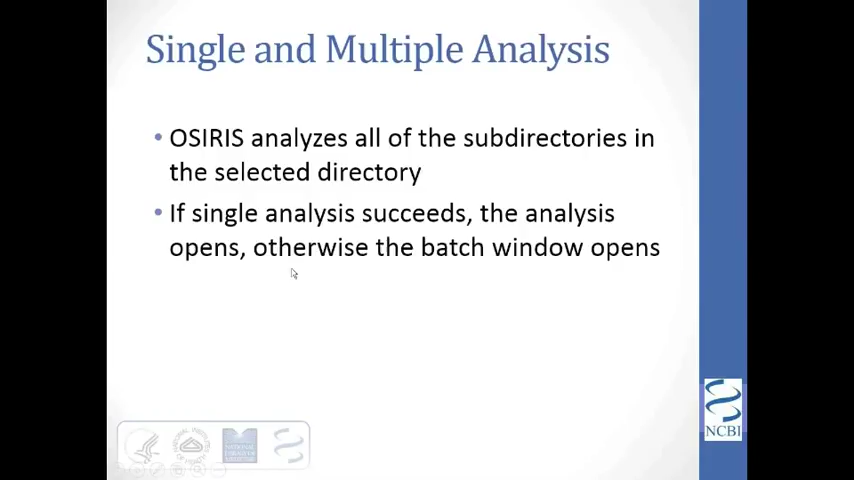 Single and Multiple Analysis
• OSIRIS analyzes all of the subdirectories in
the selected directory
• If single analysis succeeds, the analysis
opens, otherwise the batch window opens
NCBI